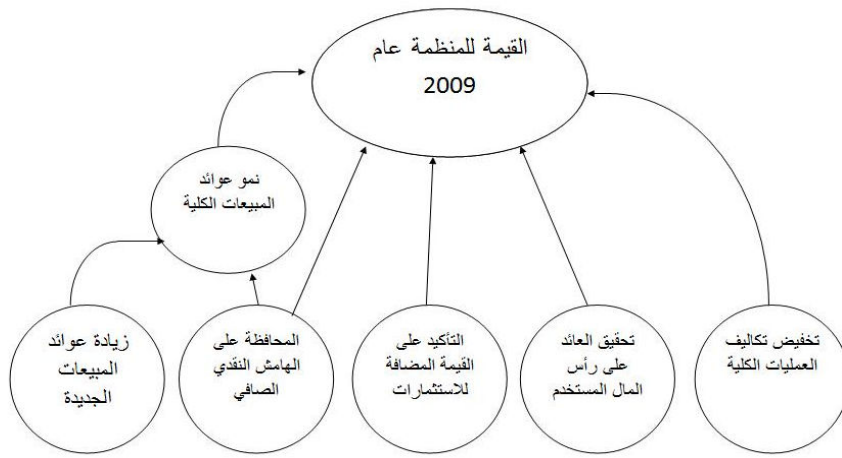 القيمة للمنظمة عام
2009
نمو عوائد
المبيعات الكلية
تخفيض تكاليف
العمليات الكلية
تحقيق العائد
على رأس
المال المستخدم
التأكيد على
القيمة المضافة
للاستثمارات
المحافظة على
الهامش النقدي
الصافي
زيادة عوائد
المبيعات
الجديدة